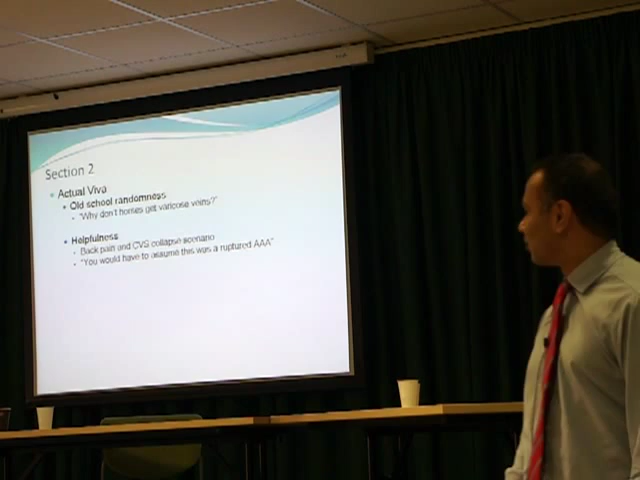 Section 2
Actual Viva
Old school randomness
"Why don't horses get varicose veins?"
Helpfulness
Back pain and CVS collapse scenario
"You would have to assume this was a ruptured AAA"